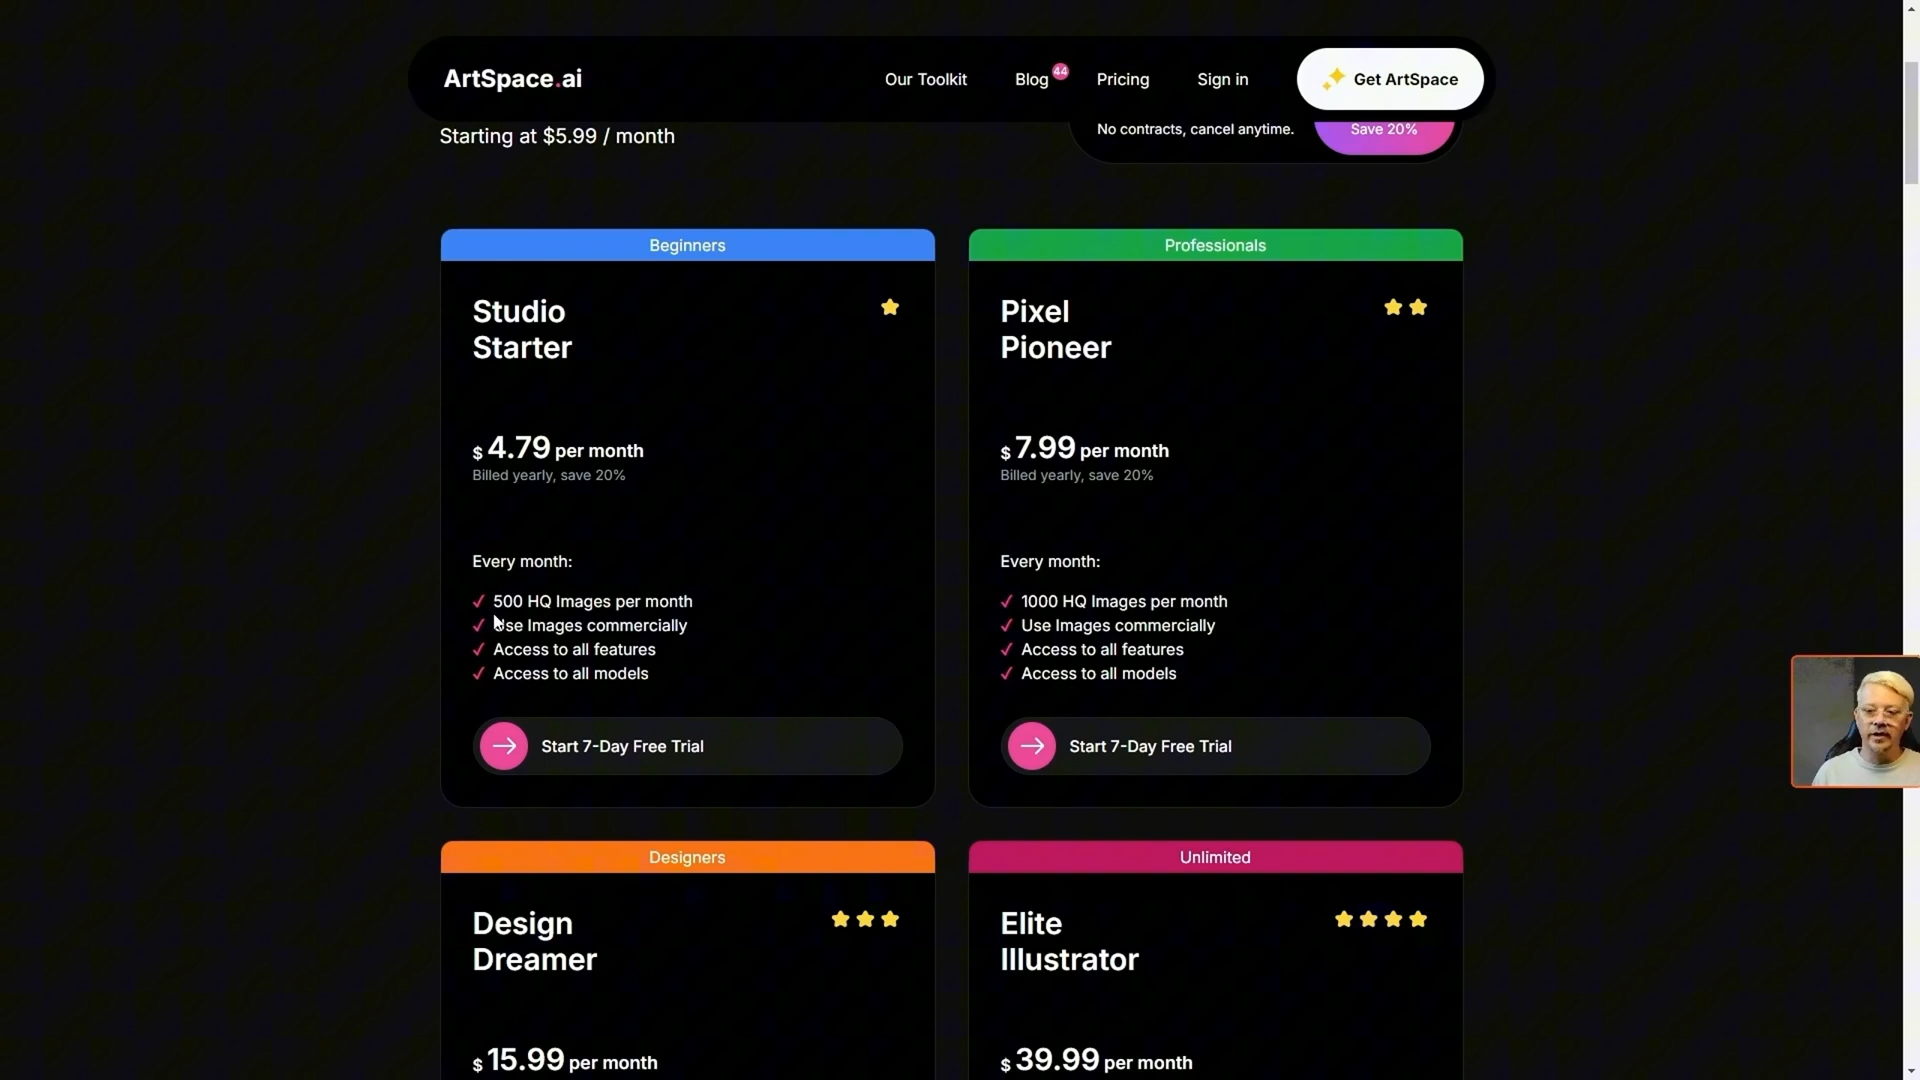 ArtSpace.ai
Our Toolkit
Blog
44
Pricing
Sign in
Get ArtSpace
Starting at $5.99 / month
No contracts, cancel anytime.
Save 20%
Beginners
Studio
Starter
$ 4.79 per month
Billed yearly, save 20%
Every month:
500 HQ Images per month
Use Images commercially
Access to all features
Access to all models
Start 7-Day Free Trial
Professionals
Pixel
Pioneer
$ 7.99 per month
Billed yearly, save 20%
Every month:
1000 HQ Images per month
Use Images commercially
Access to all features
Access to all models
Start 7-Day Free Trial
Designers
Design
Dreamer
$ 15.99 per month
Unlimited
Elite
Illustrator
$ 39.99 per month